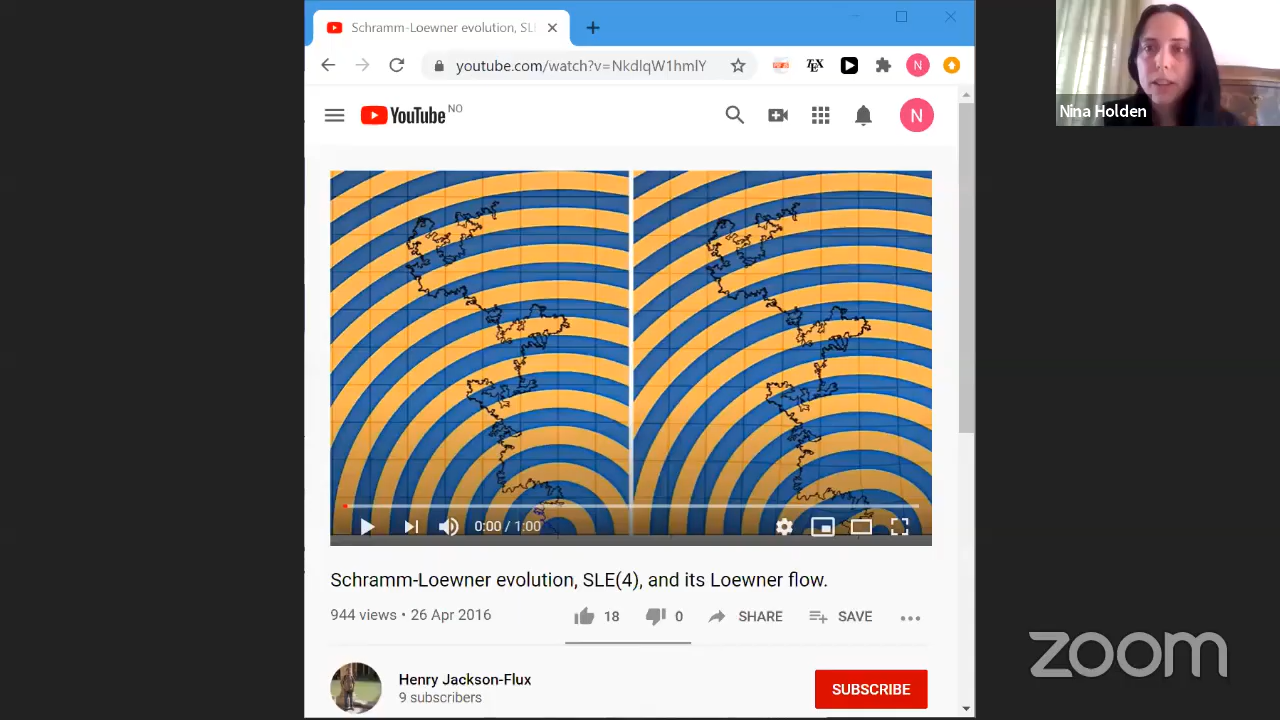 Schramm-Loewner evolution, SL
youtube.com/watch?v=NkdlqW1hmlY
TEX
N
YouTube NO
N
Nina Holden
0:00 / 1:00
Schramm-Loewner evolution, SLE(4), and its Loewner flow.
944 views • 26 Apr 2016
18
0
SHARE
SAVE
Henry Jackson-Flux
9 subscribers
SUBSCRIBE
zoom